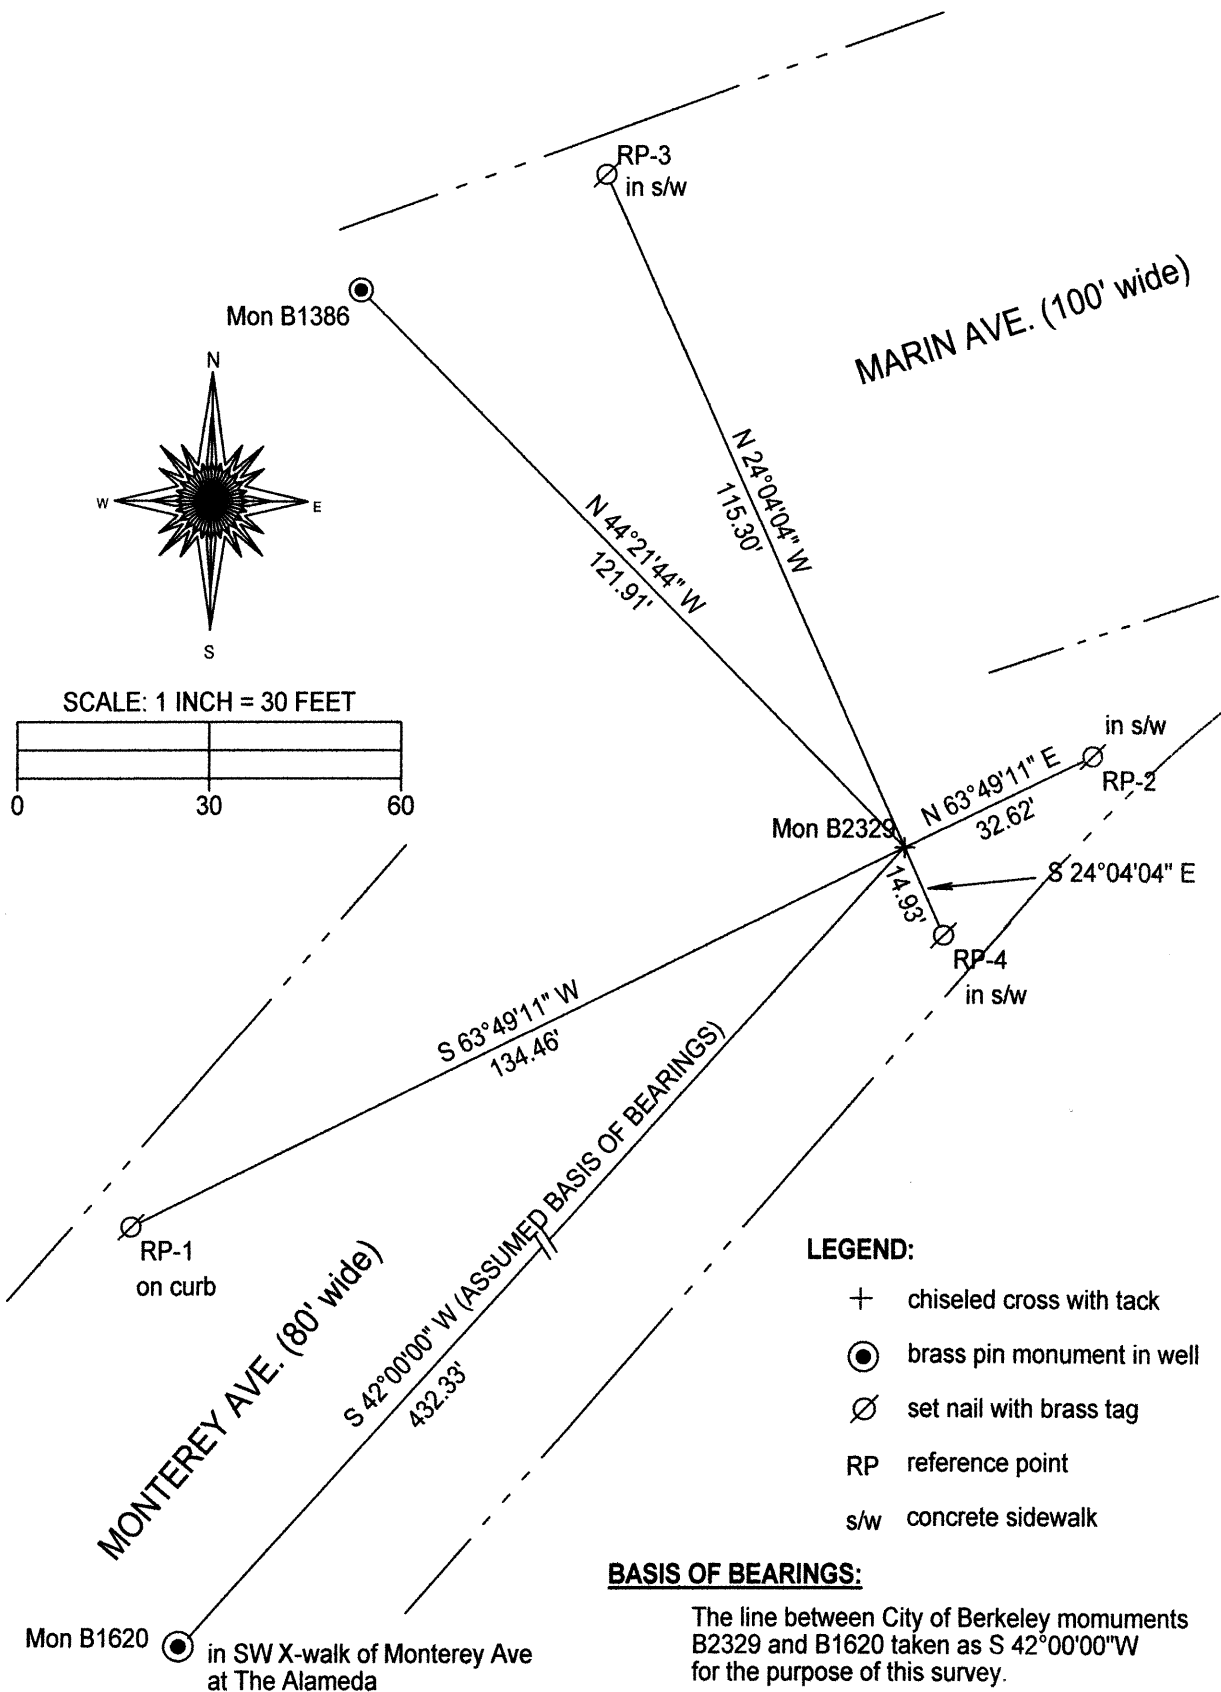 RP-3
in s/w
Mon B1386
MARIN AVE. (100' wide)
N
W
E
S
N 24°04'04" W
115.30'
N 44°21'44" W
121.91'
SCALE: 1 INCH = 30 FEET
0
30
60
in s/w
RP-2
N 63°49'11" E
32.62'
Mon B2329
S 24°04'04" E
14.93'
RP-4
in s/w
S 63°49'11" W
134.46'
RP-1
on curb
S 42°00'00" W (ASSUMED BASIS OF BEARINGS)
432.33'
MONTEREY AVE. (80' wide)
Mon B1620
in SW X-walk of Monterey Ave
at The Alameda
LEGEND:
chiseled cross with tack
brass pin monument in well
set nail with brass tag
RP reference point
s/w concrete sidewalk
BASIS OF BEARINGS:
The line between City of Berkeley momuments
B2329 and B1620 taken as S 42°00'00"W
for the purpose of this survey.